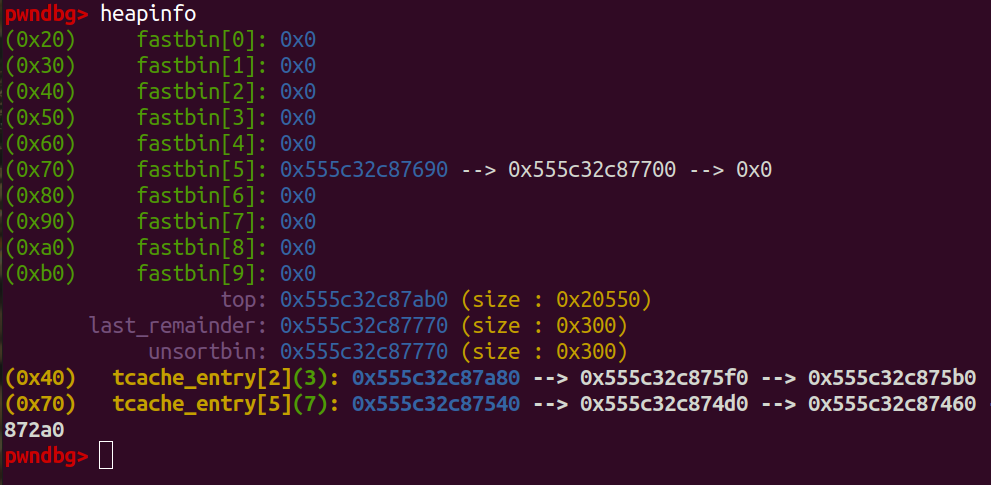 pwndbg> heapinfo
(0x20)     fastbin[0]: 0x0
(0x30)     fastbin[1]: 0x0
(0x40)     fastbin[2]: 0x0
(0x50)     fastbin[3]: 0x0
(0x60)     fastbin[4]: 0x0
(0x70)     fastbin[5]: 0x555c32c87690 --> 0x555c32c87700 --> 0x0
(0x80)     fastbin[6]: 0x0
(0x90)     fastbin[7]: 0x0
(0xa0)     fastbin[8]: 0x0
(0xb0)     fastbin[9]: 0x0
                  top: 0x555c32c87ab0 (size : 0x20550)
       last_remainder: 0x555c32c87770 (size : 0x300)
            unsortbin: 0x555c32c87770 (size : 0x300)
(0x40)   tcache_entry[2](3): 0x555c32c87a80 --> 0x555c32c875f0 --> 0x555c32c875b0
(0x70)   tcache_entry[5](7): 0x555c32c87540 --> 0x555c32c874d0 --> 0x555c32c87460
872a0
pwndbg>